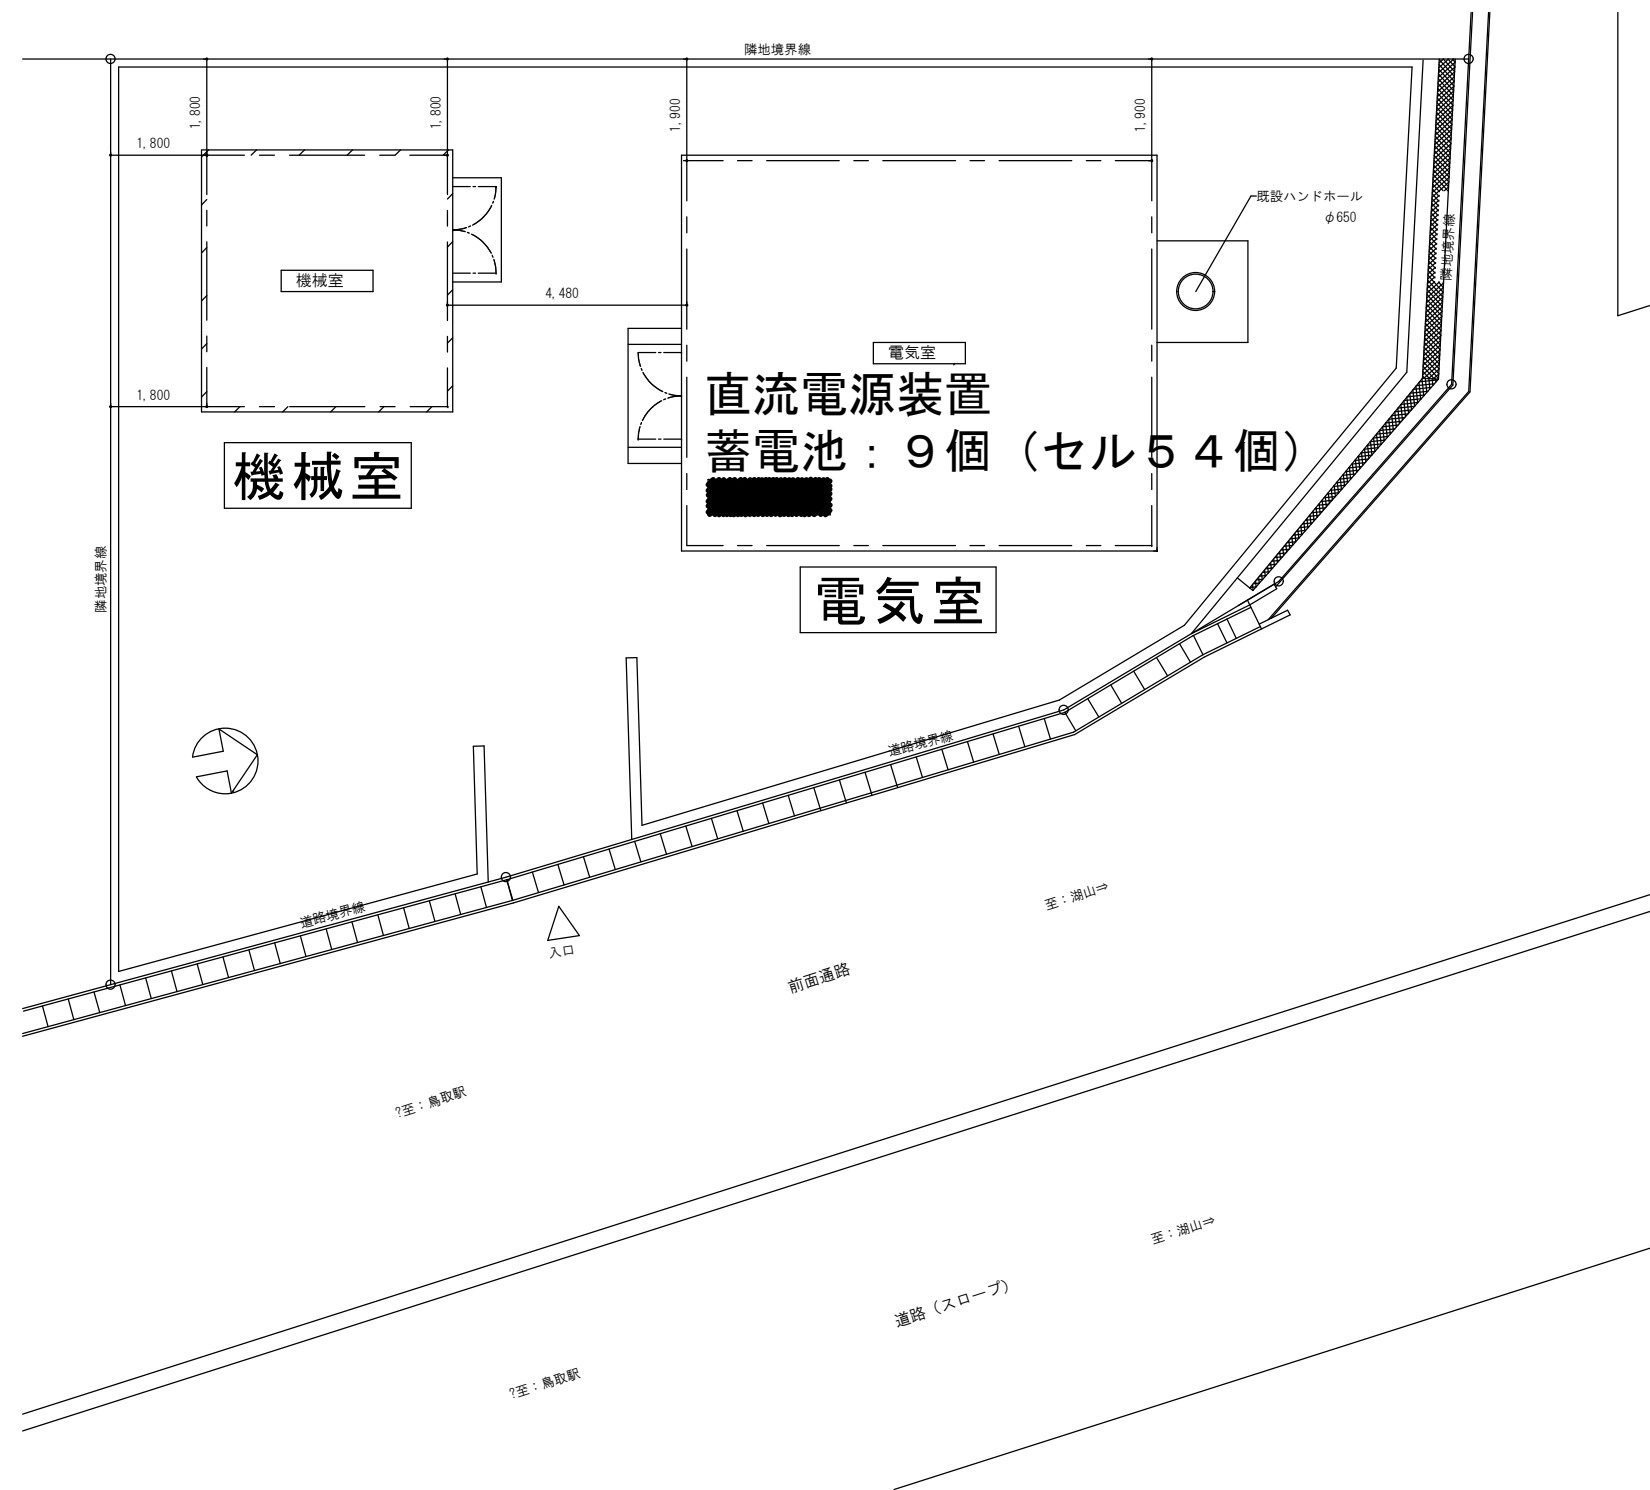 隣地境界線
1,800
1,800
1,900
1,900
1,800
既設ハンドホール
φ650
隣地境界線
機械室
4,480
電気室
直流電源装置
蓄電池：９個（セル５４個）
1,800
機械室
隣地境界線
電気室
道路境界線
道路境界線
入口
至：湖山⇒
前面通路
?至：鳥取駅
至：湖山⇒
道路（スロープ）
?至：鳥取駅